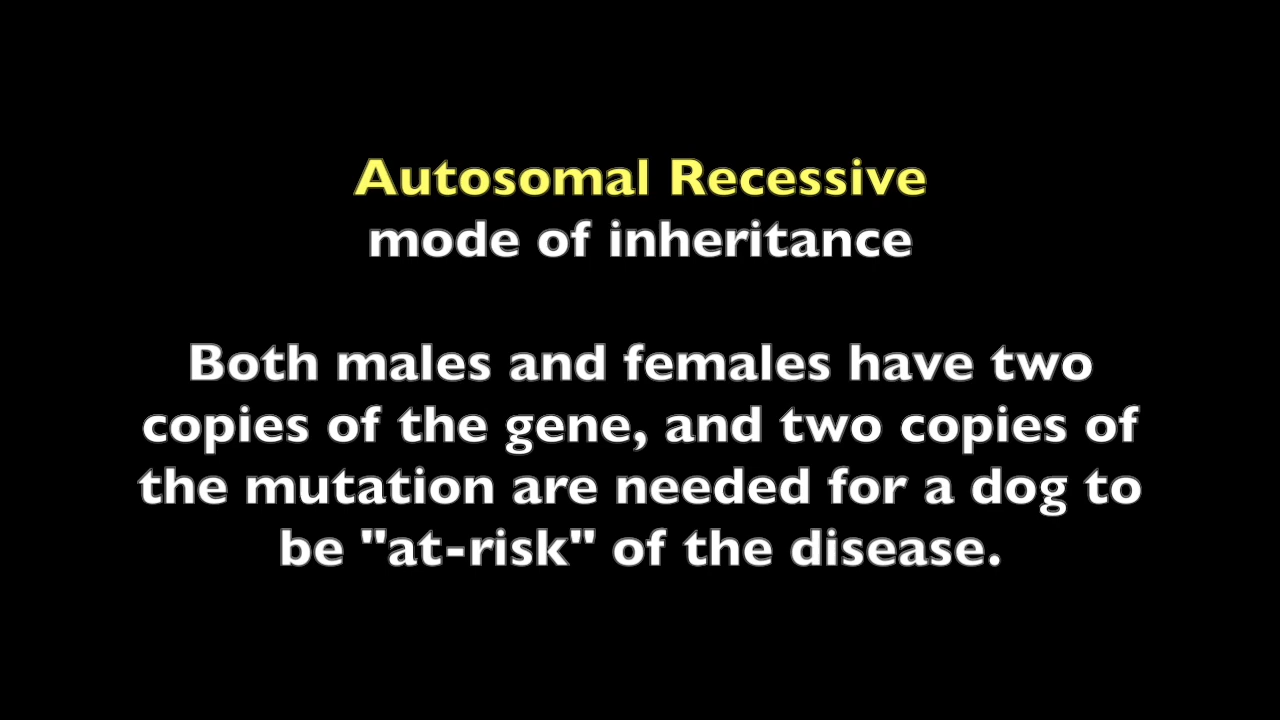 Autosomal Recessive
mode of inheritance
Both males and females have two
copies of the gene, and two copies of
the mutation are needed for a dog to
be "at-risk" of the disease.